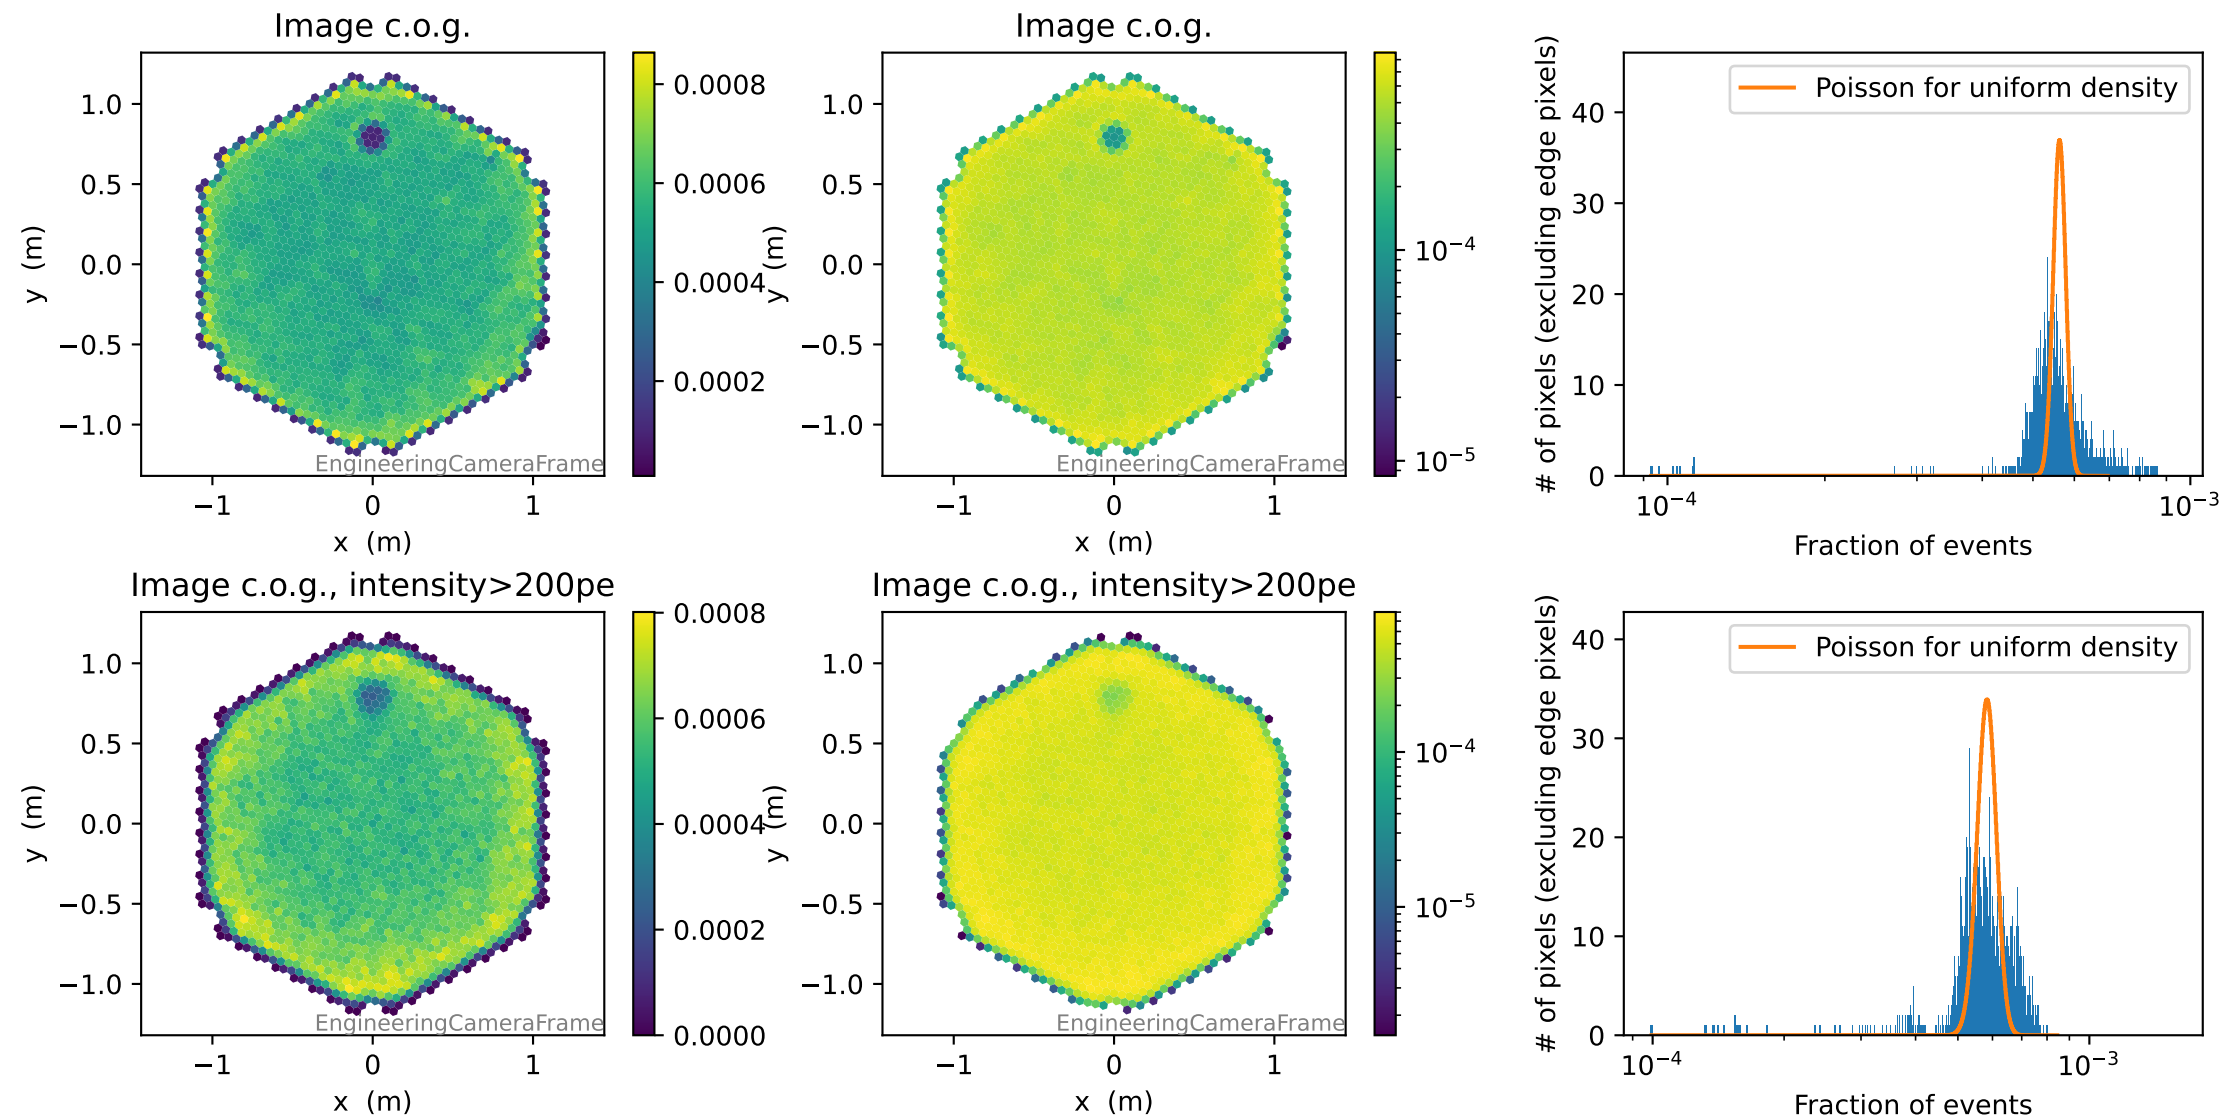 Image c.o.g.
1.0
0.5
0.0
−0.5
−1.0
y (m)
−1
0
1
x (m)
EngineeringCameraFrame
0.0008
0.0006
0.0004
0.0002
Image c.o.g.
1.0
0.5
0.0
−0.5
−1.0
y (m)
−1
0
1
x (m)
EngineeringCameraFrame
10⁻⁴
10⁻⁵
Poisson for uniform density
# of pixels (excluding edge pixels)
40
30
20
10
0
10⁻⁴
10⁻³
Fraction of events
Image c.o.g., intensity>200pe
1.0
0.5
0.0
−0.5
−1.0
y (m)
−1
0
1
x (m)
EngineeringCameraFrame
0.0008
0.0006
0.0004
0.0002
0.0000
Image c.o.g., intensity>200pe
1.0
0.5
0.0
−0.5
−1.0
y (m)
−1
0
1
x (m)
EngineeringCameraFrame
10⁻⁴
10⁻⁵
Poisson for uniform density
# of pixels (excluding edge pixels)
40
30
20
10
0
10⁻⁴
10⁻³
Fraction of events